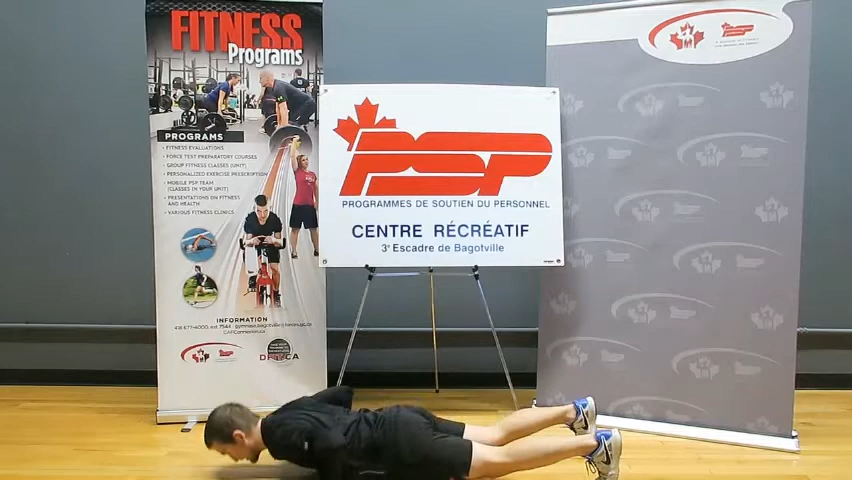 FITNESS
Programs
PROGRAMS
• FITNESS EVALUATIONS
• FORCE TEST PREPARATORY COURSES
• GROUP FITNESS CLASSES (UNIT)
• PERSONALIZED EXERCISE PRESCRIPTION
• MOBILE PSP TEAM
(CLASSES IN YOUR UNIT)
• PRESENTATIONS ON FITNESS
AND HEALTH
• VARIOUS FITNESS CLINICS
INFORMATION
PSP
PROGRAMMES DE SOUTIEN DU PERSONNEL
CENTRE RÉCRÉATIF
3e Escadre de Bagotville
PSP